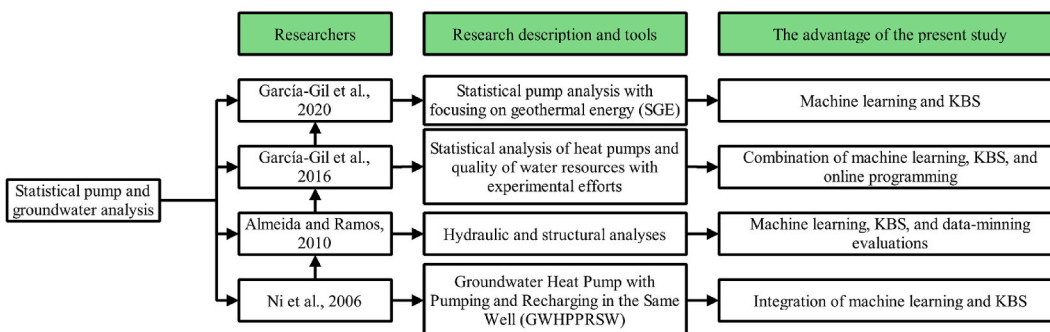 Researchers
Research description and tools
The advantage of the present study
Statistical pump and
groundwater analysis
García-Gil et al.,
2020
Statistical pump analysis with
focusing on geothermal energy (SGE)
Machine learning and KBS
García-Gil et al.,
2016
Statistical analysis of heat pumps and
quality of water resources with
experimental efforts
Combination of machine learning, KBS, and
online programming
Almeida and Ramos,
2010
Hydraulic and structural analyses
Machine learning, KBS, and data-minning
evaluations
Ni et al., 2006
Groundwater Heat Pump with
Pumping and Recharging in the Same
Well (GWHPPRSW)
Integration of machine learning and KBS